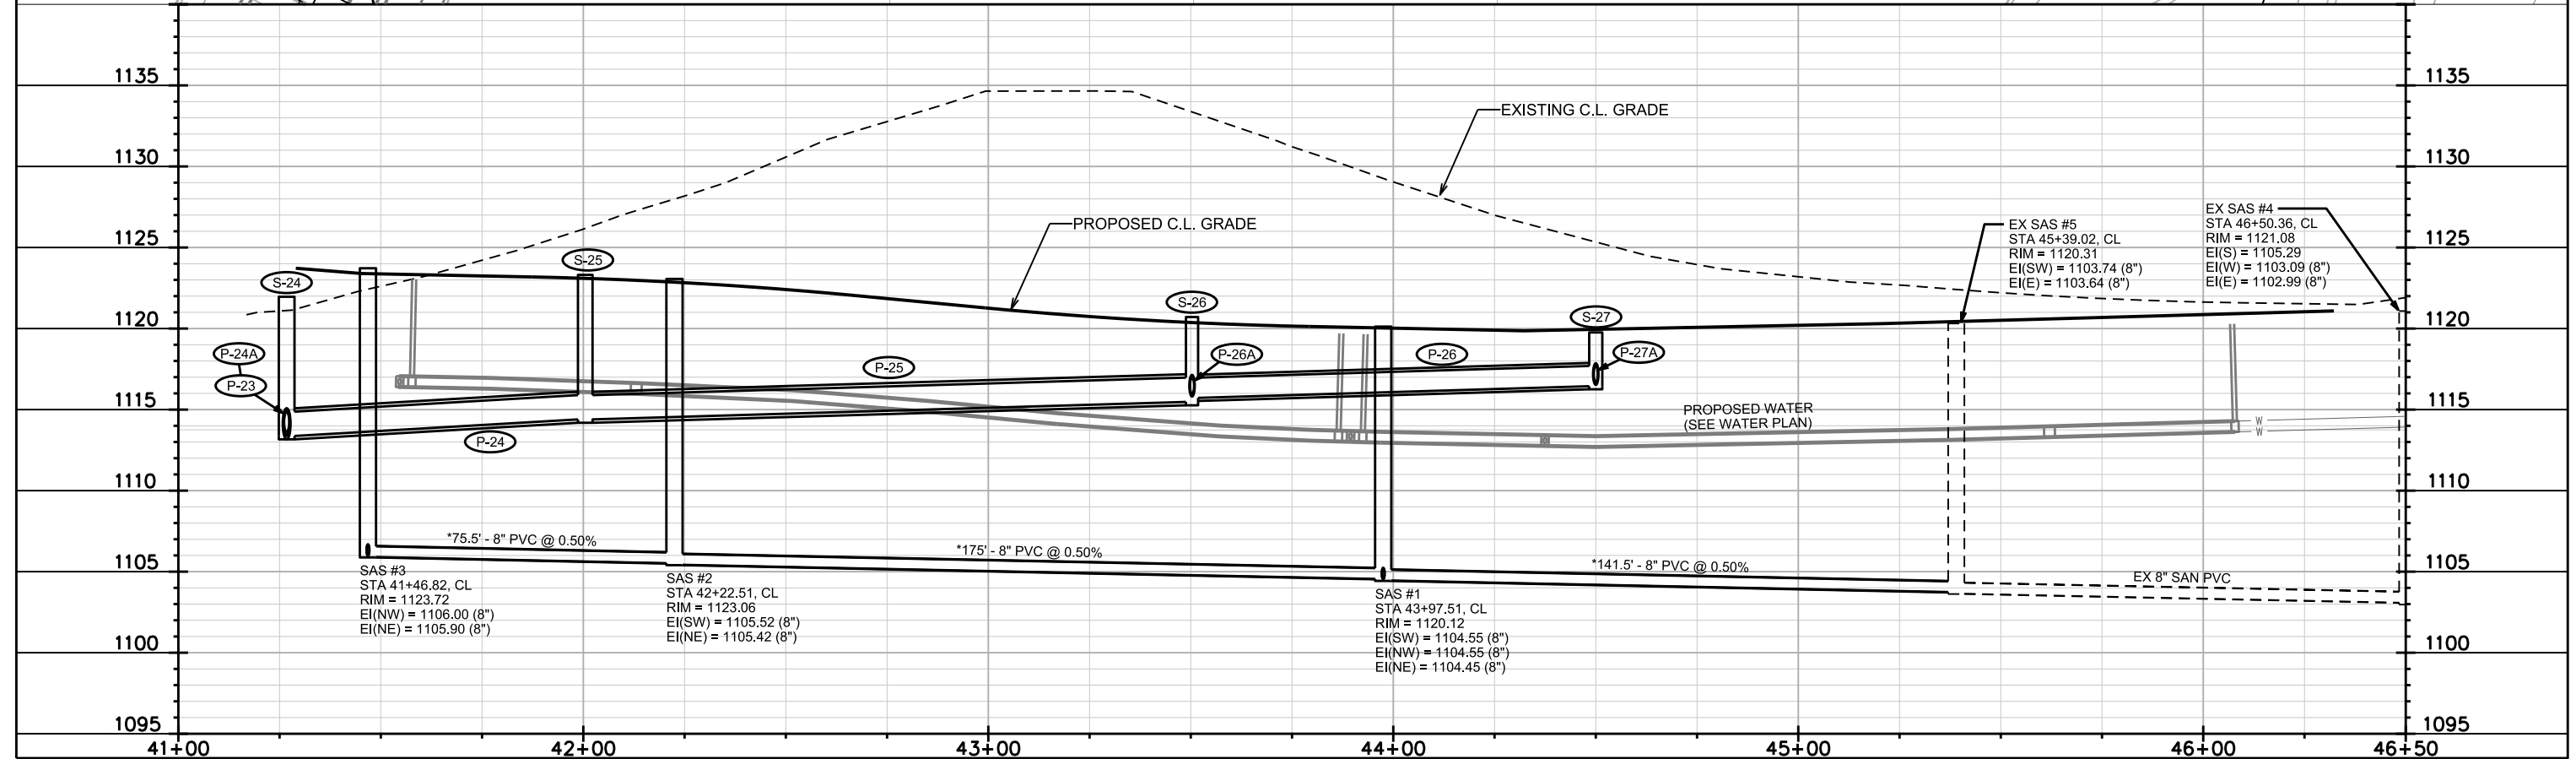 1135
1135
EXISTING C.L. GRADE
1130
1130
PROPOSED C.L. GRADE
EX SAS #5
STA 45+39.02, CL
RIM = 1120.31
EI(SW) = 1103.74 (8")
EI(E) = 1103.64 (8")
EX SAS #4
STA 46+50.36, CL
RIM = 1121.08
EI(S) = 1105.29
EI(W) = 1103.09 (8")
EI(E) = 1102.99 (8")
1125
1125
S-24
S-25
S-26
S-27
1120
1120
P-24A
P-23
P-25
P-26A
P-26
P-27A
1115
1115
P-24
PROPOSED WATER
(SEE WATER PLAN)
W
W
1110
1110
*75.5' - 8" PVC @ 0.50%
*175' - 8" PVC @ 0.50%
*141.5' - 8" PVC @ 0.50%
EX 8" SAN PVC
1105
1105
SAS #3
STA 41+46.82, CL
RIM = 1123.72
EI(NW) = 1106.00 (8")
EI(NE) = 1105.90 (8")
SAS #2
STA 42+22.51, CL
RIM = 1123.06
EI(SW) = 1105.52 (8")
EI(NE) = 1105.42 (8")
SAS #1
STA 43+97.51, CL
RIM = 1120.12
EI(SW) = 1104.55 (8")
EI(NW) = 1104.55 (8")
EI(NE) = 1104.45 (8")
1100
1100
1095
1095
41+00
42+00
43+00
44+00
45+00
46+00
46+50